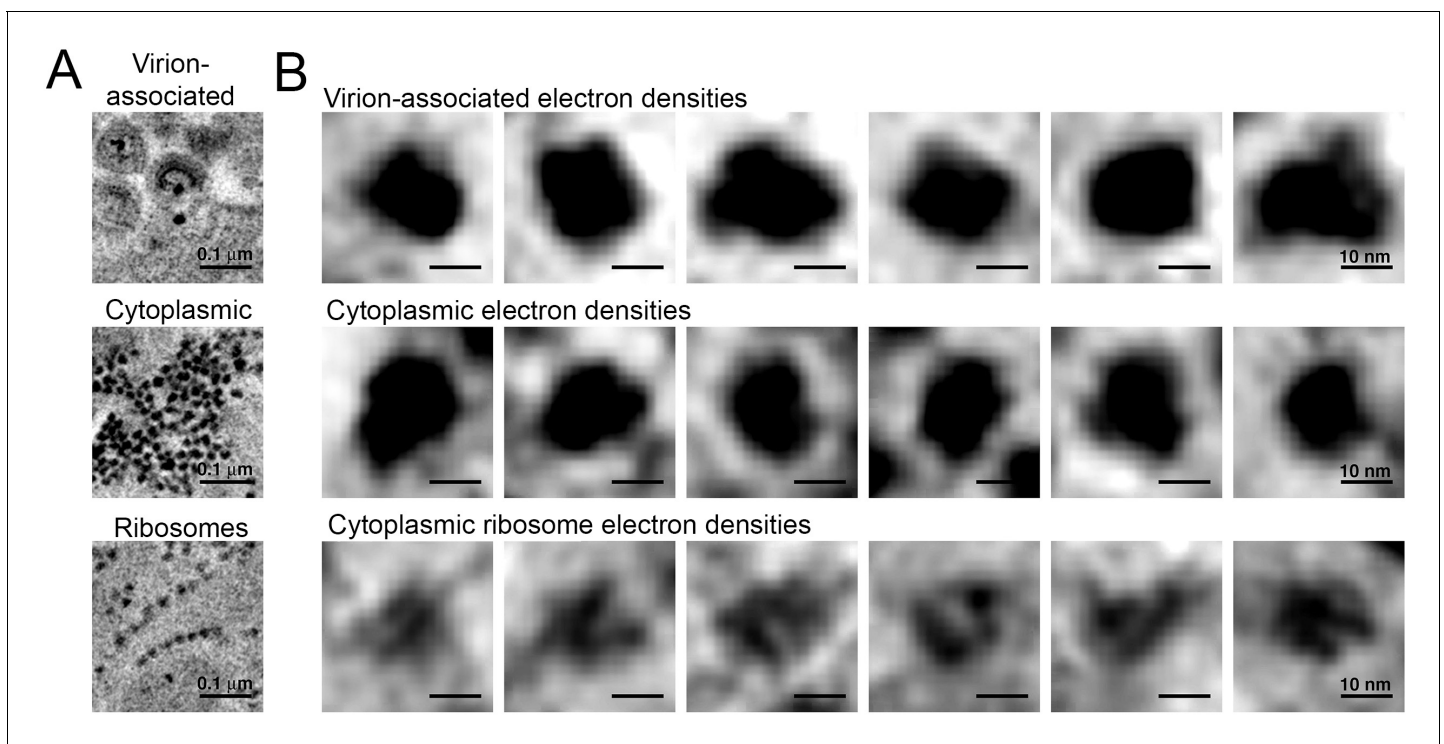 A
B
Virion-
associated
Virion-associated electron densities
0.1 μm
10 nm
Cytoplasmic
Cytoplasmic electron densities
0.1 μm
10 nm
Ribosomes
Cytoplasmic ribosome electron densities
0.1 μm
10 nm